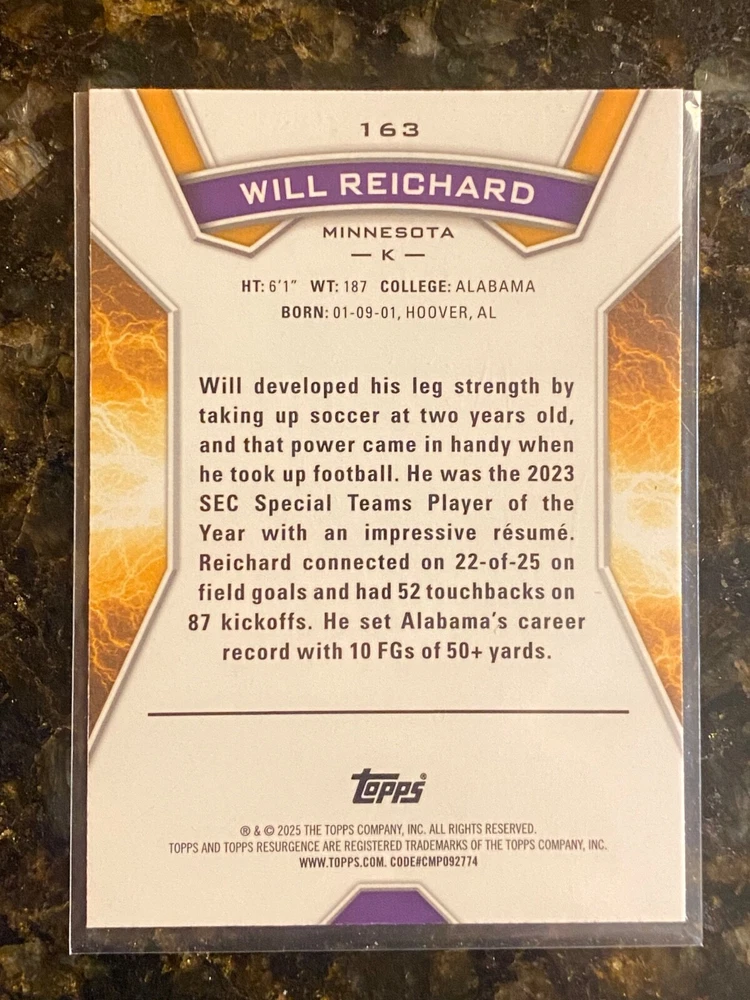 163
WILL REICHARD
MINNESOTA
— K —
HT: 6'1" WT: 187 COLLEGE: ALABAMA
BORN: 01-09-01, HOOVER, AL
Will developed his leg strength by
taking up soccer at two years old,
and that power came in handy when
he took up football. He was the 2023
SEC Special Teams Player of the
Year with an impressive résumé.
Reichard connected on 22-of-25 on
field goals and had 52 touchbacks on
87 kickoffs. He set Alabama's career
record with 10 FGs of 50+ yards.
topps®
® & © 2025 THE TOPPS COMPANY, INC. ALL RIGHTS RESERVED.
TOPPS AND TOPPS RESURGENCE ARE REGISTERED TRADEMARKS OF THE TOPPS COMPANY, INC.
WWW.TOPPS.COM. CODE#CMP092774